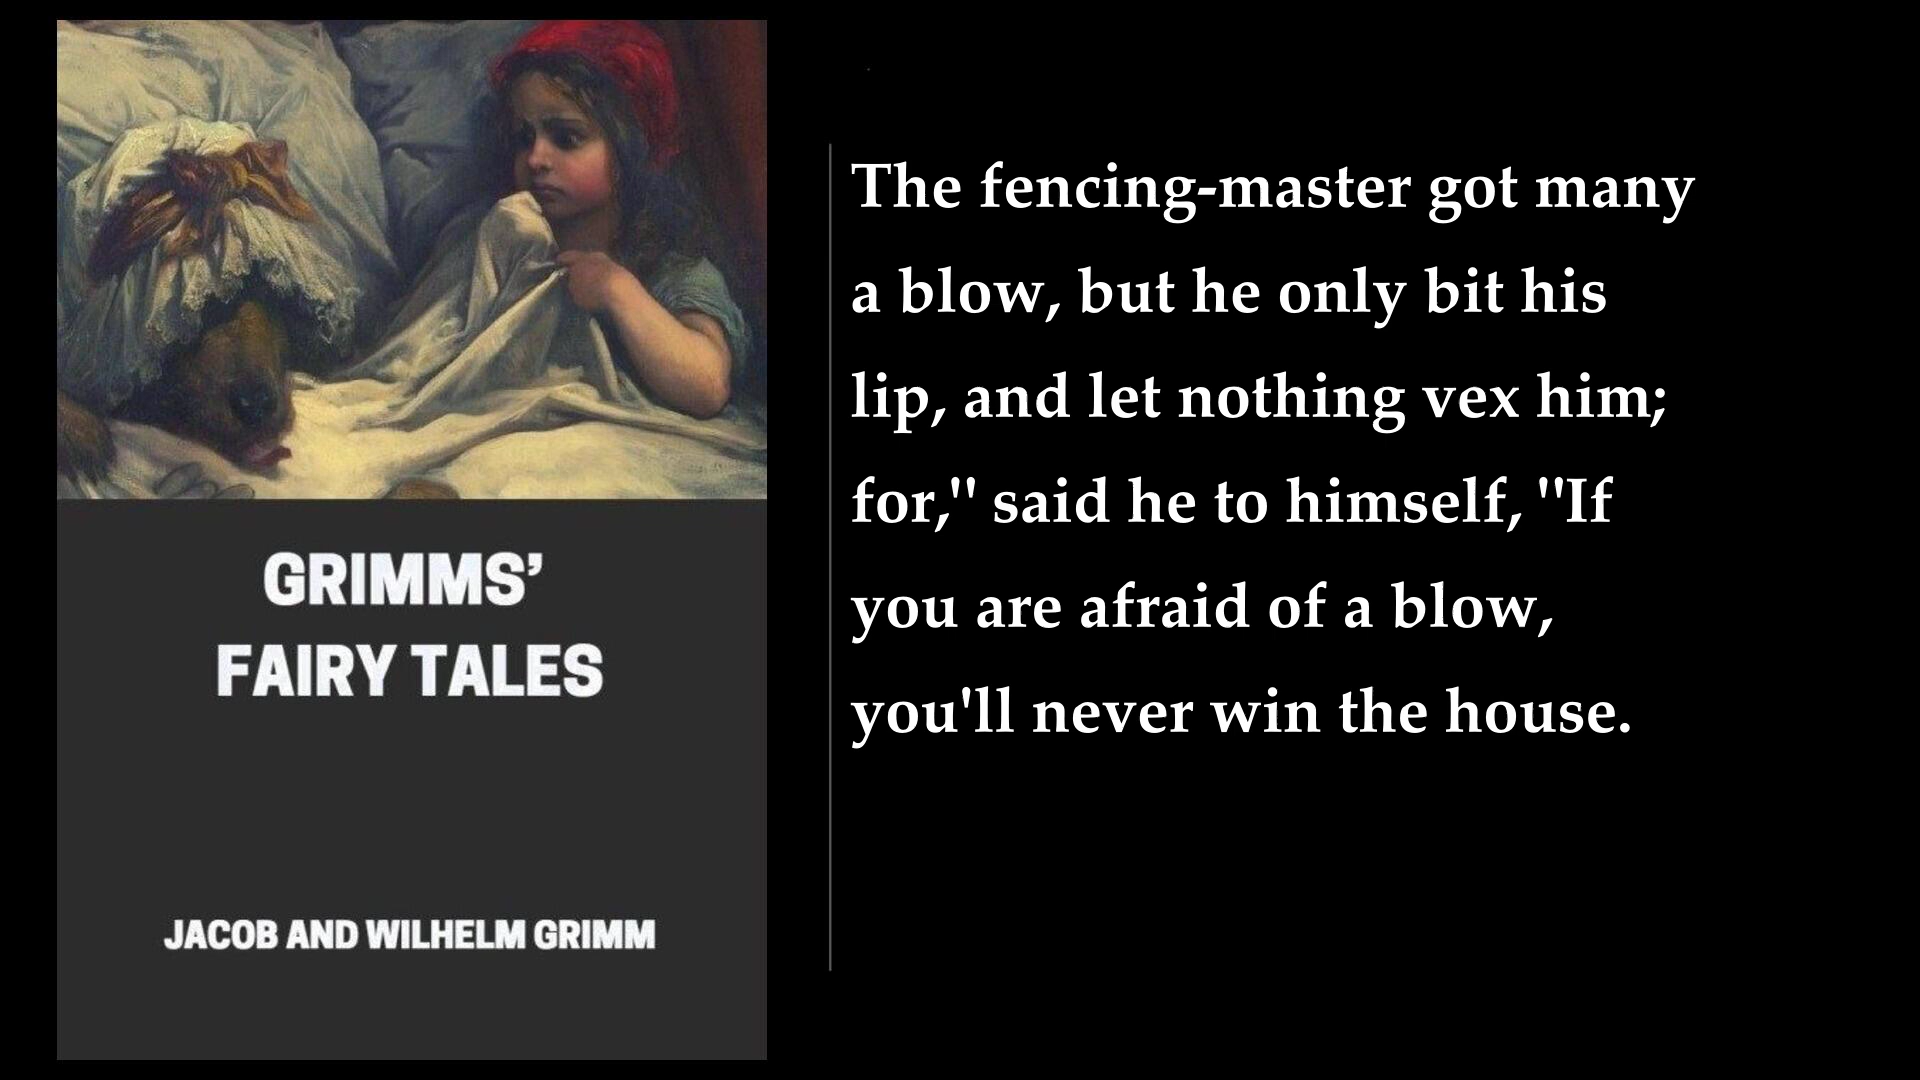 GRIMMS’
FAIRY TALES
JACOB AND WILHELM GRIMM
The fencing-master got many
a blow, but he only bit his
lip, and let nothing vex him;
for," said he to himself, "If
you are afraid of a blow,
you'll never win the house.